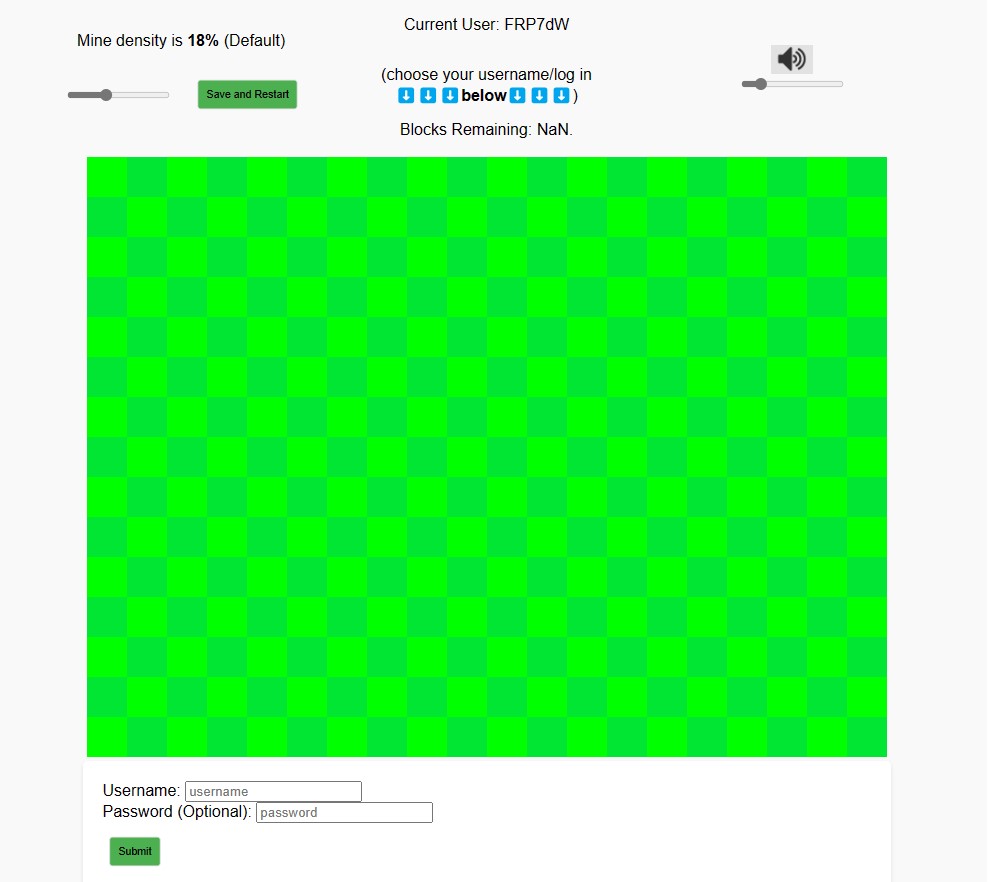 Current User: FRP7dW
Mine density is 18% (Default)
(choose your username/log in
⬇️ ⬇️ ⬇️ below ⬇️ ⬇️ ⬇️ )
Save and Restart
Blocks Remaining: NaN.
Username: username
Password (Optional): password
Submit